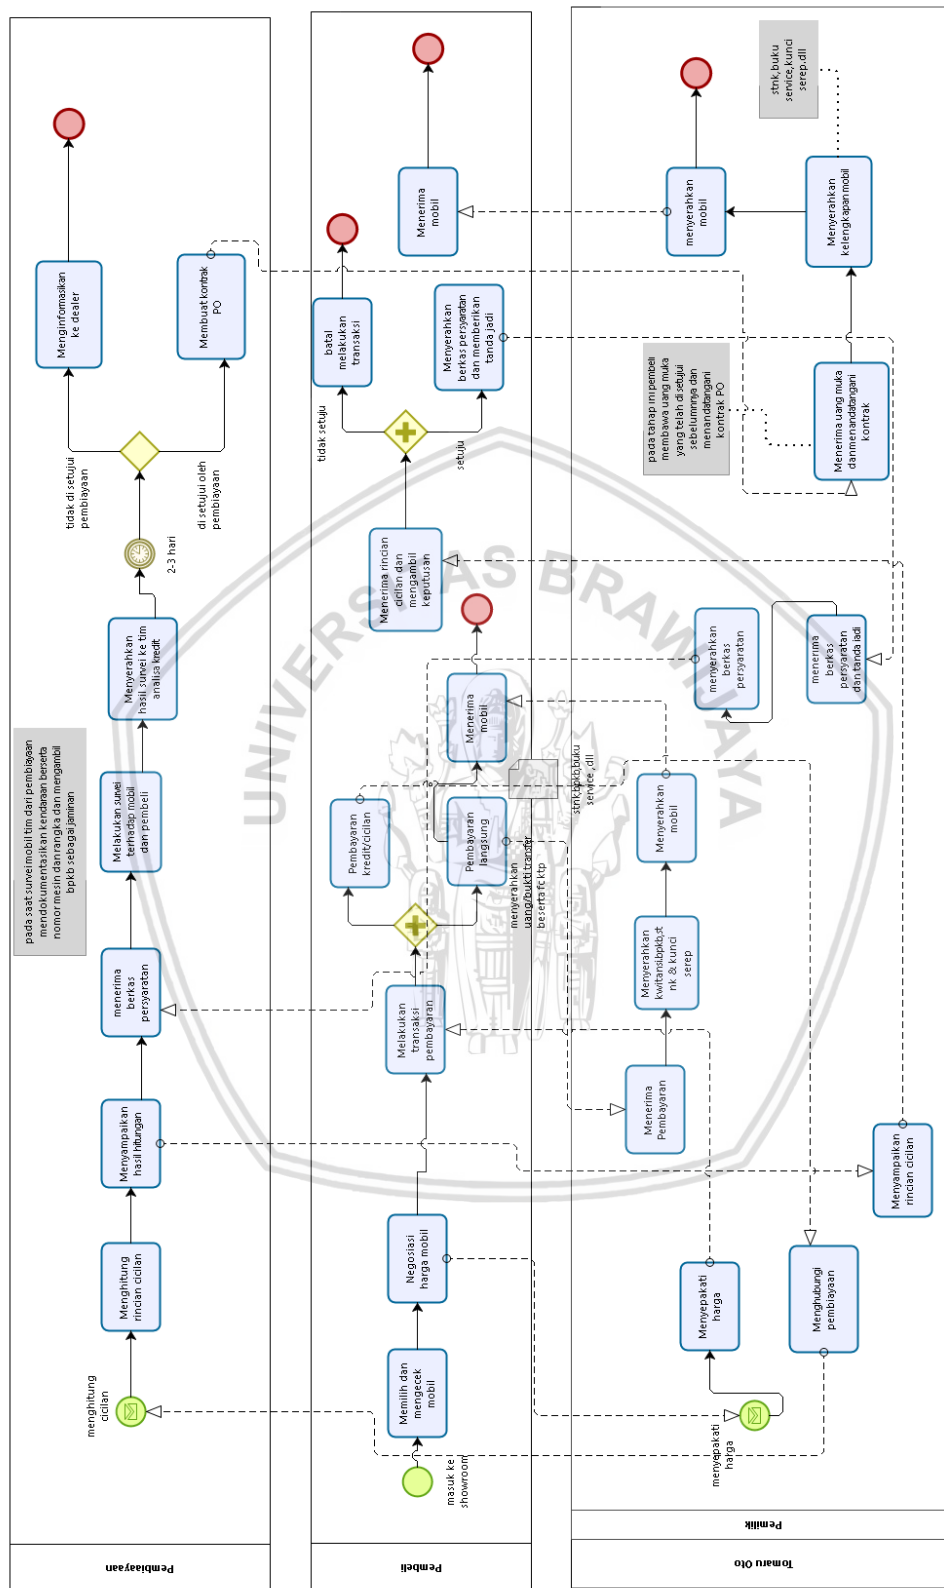 Pembiaayaan
menghitung
cicilan
Menghitung
rincian cicilan
Menyampaikan
hasil hitungan
menerima
berkas
persyaratan
Melakukan survei
terhadap mobil
dan pembeli
pada saat survei mobil tim dari pembiayaan
mendokumentasikan kendaraan berserta
nomor mesin dan rangka dan mengambil
bpkb sebagai jaminan
Menyerahkan
hasil survei ke tim
analisa kredit
2-3 hari
tidak di setujui
pembiayaan
di setujui oleh
pembiayaan
Menginformasikan
ke dealer
Membuat kontrak
PO
Pembeli
masuk ke
showroom
Memilih dan
mengecek
mobil
Negosiasi
harga mobil
Melakukan
transaksi
pembayaran
Pembayaran
kredit/cicilan
Pembayaran
langsung
menyerahkan
uang/bukti transfer
beserta fc ktp
Menerima
mobil
stnk,bpkb,buku
service ,dll
Menerima rincian
cicilan dan
mengambil
keputusan
tidak setuju
setuju
batal
melakukan
transaksi
Menyerahkan
berkas persyaratan
dan memberikan
tanda jadi
Menerima
mobil
Tomaru Oto
Pemilik
menyepakati
harga
Menyepakati
harga
Menghubungi
pembiayaan
Menyampaikan
rincian cicilan
Menerima
Pembayaran
Menyerahkan
kwitansi,bpkb,st
nk & kunci
serep
Menyerahkan
mobil
menyerahkan
berkas
persyaratan
menerima
berkas
persyaratan
dan tanda jadi
pada tahap ini pembeli
membawa uang muka
yang telah di setujui
sebelumnnya dan
menandatangani
kontrak PO
Menerima uang muka
dan menandatangani
kontrak
Menyerahkan
kelengkapan mobil
stnk,buku
service,kunci
serep.dll
menyerahkan
mobil
UNIVERSITAS BRAWIJAYA